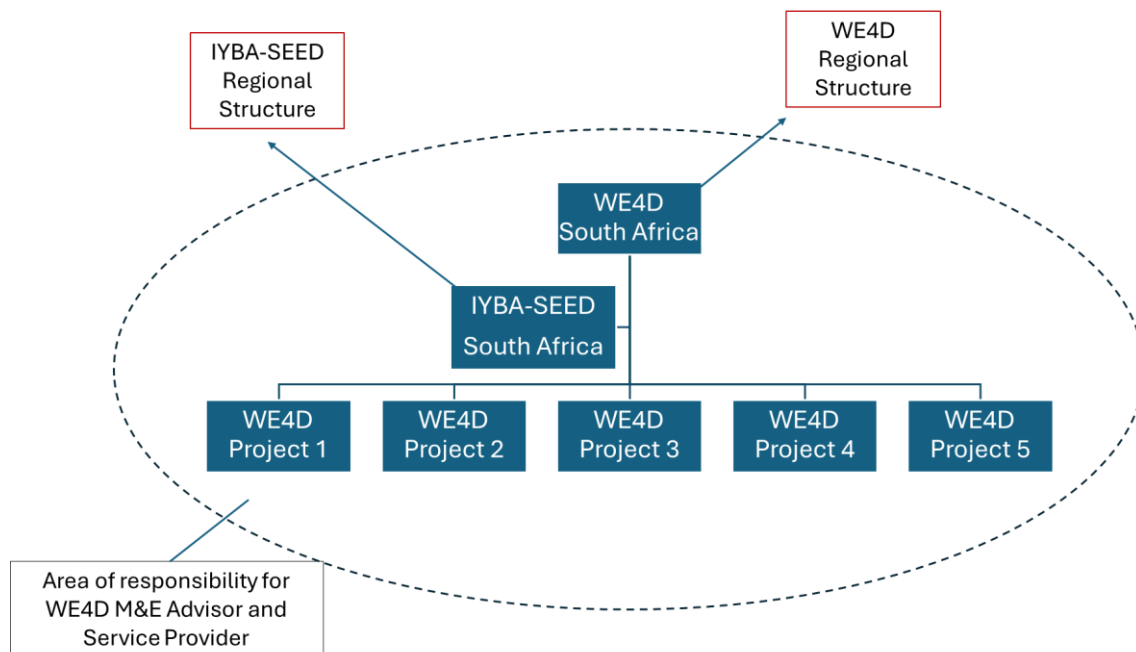 IYBA-SEED
Regional
Structure
WE4D
Regional
Structure
WE4D
South Africa
IYBA-SEED
South Africa
WE4D
Project 1
WE4D
Project 2
WE4D
Project 3
WE4D
Project 4
WE4D
Project 5
Area of responsibility for
WE4D M&E Advisor and
Service Provider